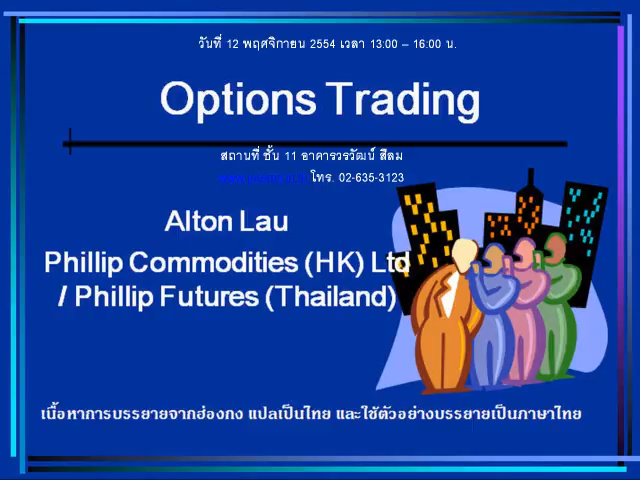 วันที่ 12 พฤศจิกายน 2554 เวลา 13:00 – 16:00 น.
Options Trading
สถานที่ ชั้น 11 อาคารวรวัฒน์ สีลม
โทร. 02-635-3123
Alton Lau
Phillip Commodities (HK) Ltd
/ Phillip Futures (Thailand)
เนื้อหาการบรรยายจากฮ่องกง แปลเป็นไทย และใช้ตัวอย่างบรรยายเป็นภาษาไทย